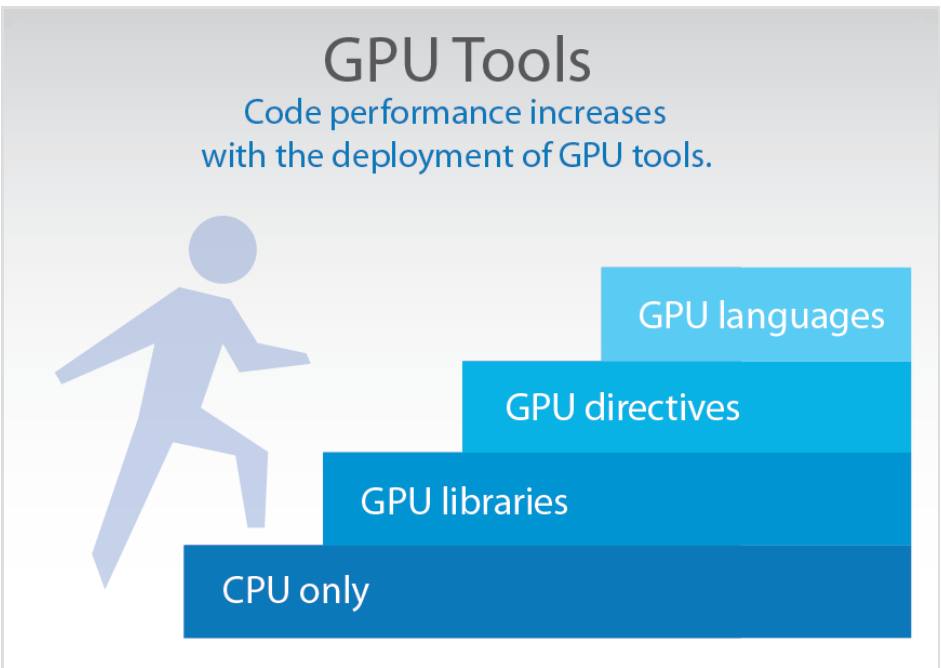 GPU Tools
Code performance increases
with the deployment of GPU tools.
GPU languages
GPU directives
GPU libraries
CPU only